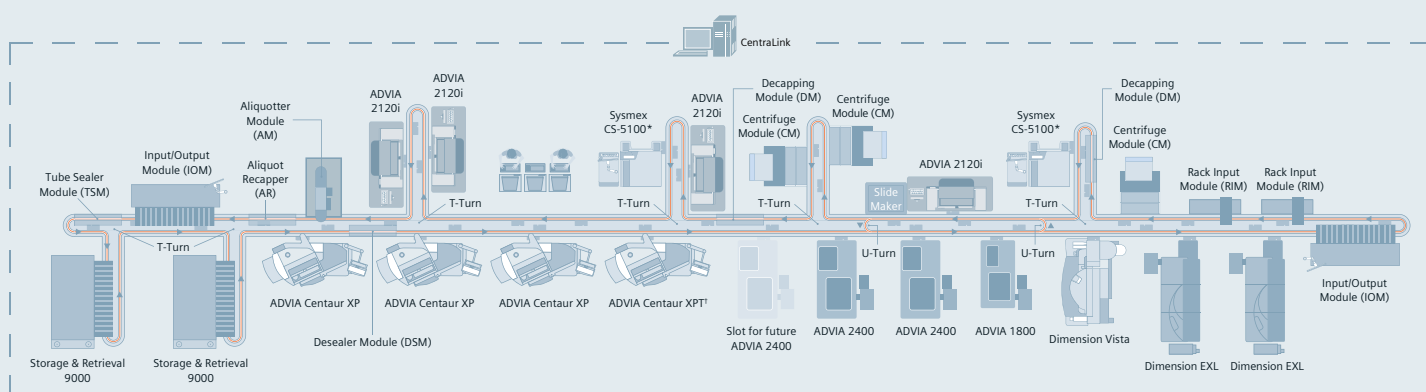 CentraLink
ADVIA
2120i
ADVIA
2120i
Aliquotter
Module
(AM)
Input/Output
Module (IOM)
Aliquot
Recapper
(AR)
Tube Sealer
Module (TSM)
T-Turn
T-Turn
Sysmex
CS-5100*
ADVIA
2120i
Decapping
Module (DM)
Centrifuge
Module (CM)
Centrifuge
Module (CM)
T-Turn
T-Turn
Slide
Maker
ADVIA 2120i
Sysmex
CS-5100*
Decapping
Module (DM)
Centrifuge
Module (CM)
T-Turn
Rack Input
Module (RIM)
Rack Input
Module (RIM)
U-Turn
U-Turn
Storage & Retrieval
9000
Storage & Retrieval
9000
ADVIA Centaur XP
ADVIA Centaur XP
ADVIA Centaur XP
ADVIA Centaur XPT†
Desealer Module (DSM)
Slot for future
ADVIA 2400
ADVIA 2400
ADVIA 2400
ADVIA 1800
Dimension Vista
Dimension EXL
Dimension EXL
Input/Output
Module (IOM)